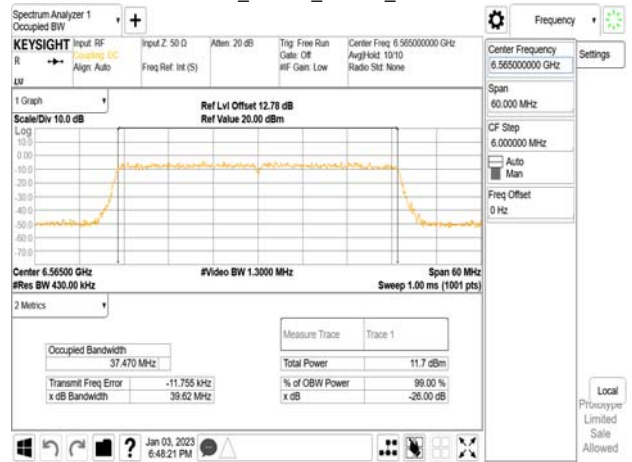 Spectrum Analyzer 1
Occupied BW
Frequency
KEYSIGHT
R
Input: RF
Coupling: DC
Align: Auto
Input Z: 50 Ω
Freq Ref: Int (S)
Atten: 20 dB
Trig: Free Run
Gate: Off
#IF Gain: Low
Center Freq: 6.565000000 GHz
Avg|Hold: 10/10
Radio Std: None
Center Frequency
6.565000000 GHz
Settings
Span
60.000 MHz
CF Step
6.000000 MHz
Auto
Man
Freq Offset
0 Hz
1 Graph
Scale/Div 10.0 dB
Ref Lvl Offset 12.78 dB
Ref Value 20.00 dBm
Log
10.0
0.00
-10.0
-20.0
-30.0
-40.0
-50.0
-60.0
-70.0
Center 6.56500 GHz
#Res BW 430.00 kHz
#Video BW 1.3000 MHz
Span 60 MHz
Sweep 1.00 ms (1001 pts)
2 Metrics
Measure Trace
Trace 1
Occupied Bandwidth
37.470 MHz
Total Power
11.7 dBm
Transmit Freq Error
-11.755 kHz
% of OBW Power
99.00 %
x dB Bandwidth
39.62 MHz
x dB
-26.00 dB
Local
Prototype
Limited
Sale
Allowed
?
Jan 03, 2023
6:48:21 PM